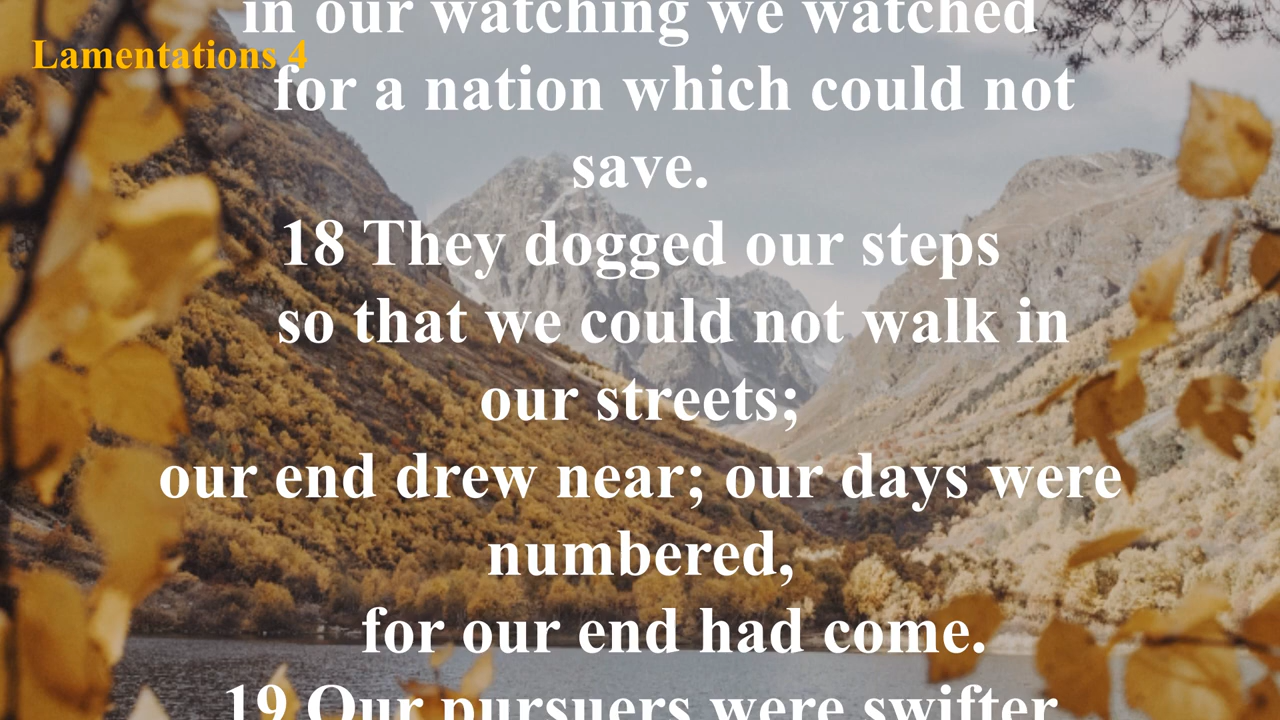 in our watching we watched
Lamentations 4
for a nation which could not
save.
18 They dogged our steps
so that we could not walk in
our streets;
our end drew near; our days were
numbered,
for our end had come.
19 Our pursuers were swifter